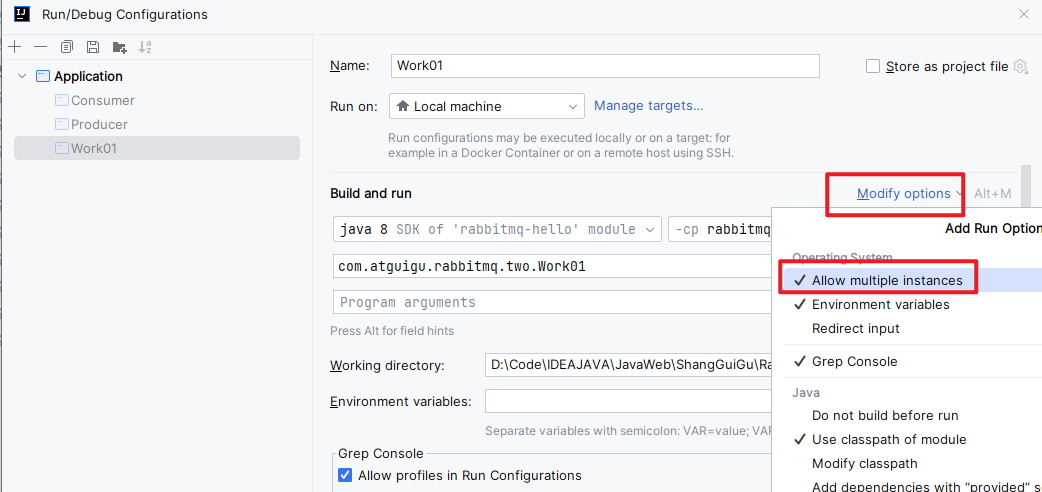 Run/Debug Configurations
Application
Consumer
Producer
Work01
Name:
Work01
Store as project file
Run on:
Local machine
Manage targets...
Run configurations may be executed locally or on a target: for
example in a Docker Container or on a remote host using SSH.
Build and run
Modify options
Alt+M
java 8 SDK of 'rabbitmq-hello' module
-cp rabbitmq
com.atguigu.rabbitmq.two.Work01
Program arguments
Press Alt for field hints
Working directory:
D:\Code\IDEAJAVA\JavaWeb\ShangGuiGu\Ra
Environment variables:
Separate variables with semicolon: VAR=value; VAR
Grep Console
Allow profiles in Run Configurations
Add Run Option
Operating System
Allow multiple instances
Environment variables
Redirect input
Grep Console
Java
Do not build before run
Use classpath of module
Modify classpath
Add dependencies with “provided” s